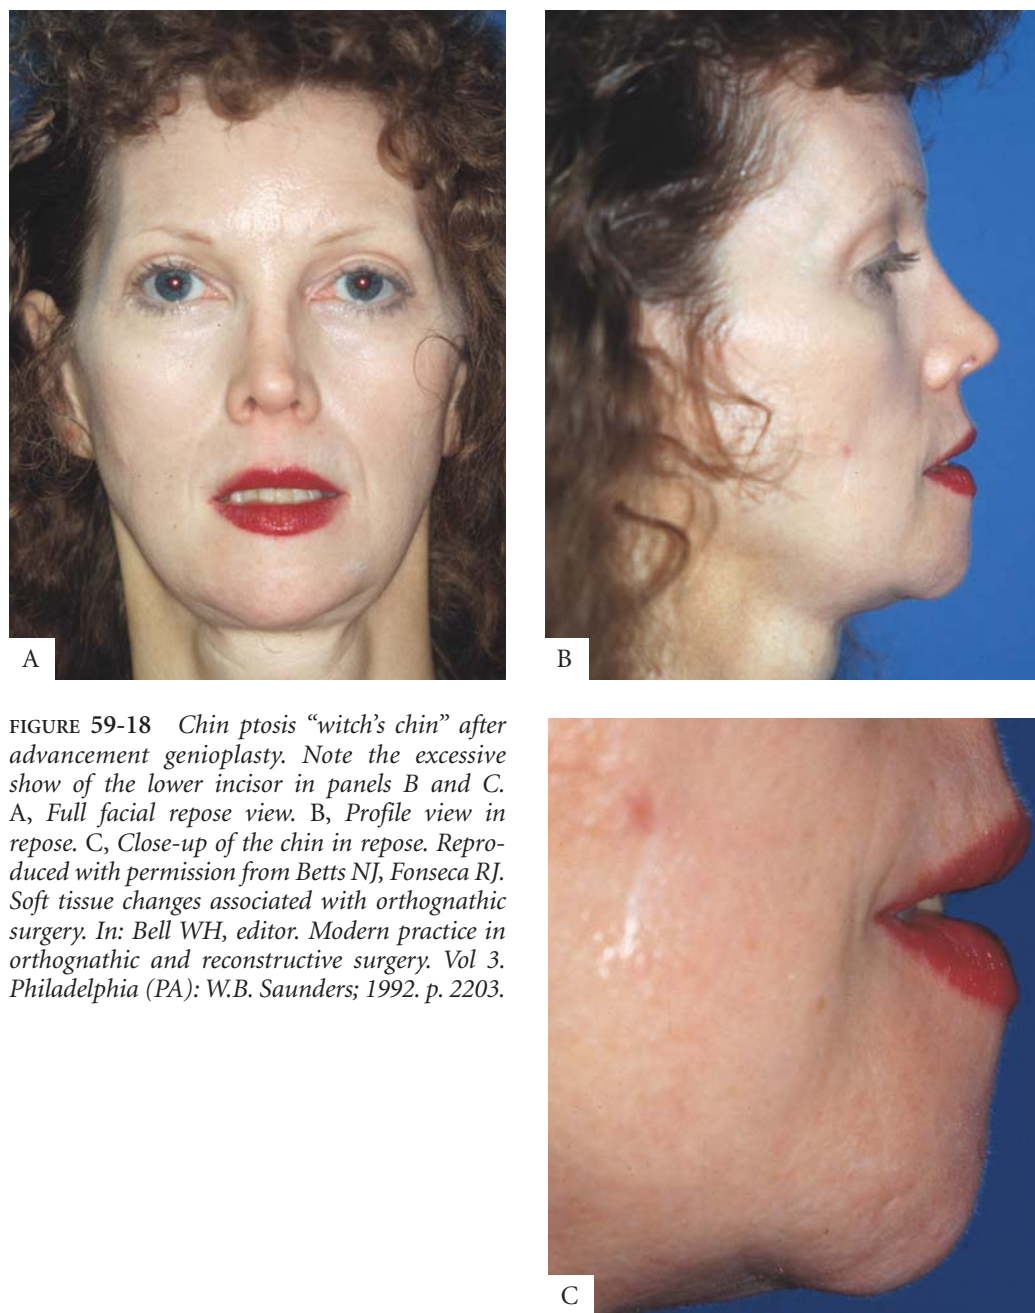 A
B
FIGURE 59-18 Chin ptosis “witch’s chin” after
advancement genioplasty. Note the excessive
show of the lower incisor in panels B and C.
A, Full facial repose view. B, Profile view in
repose. C, Close-up of the chin in repose. Repro-
duced with permission from Betts NJ, Fonseca RJ.
Soft tissue changes associated with orthognathic
surgery. In: Bell WH, editor. Modern practice in
orthognathic and reconstructive surgery. Vol 3.
Philadelphia (PA): W.B. Saunders; 1992. p. 2203.
C